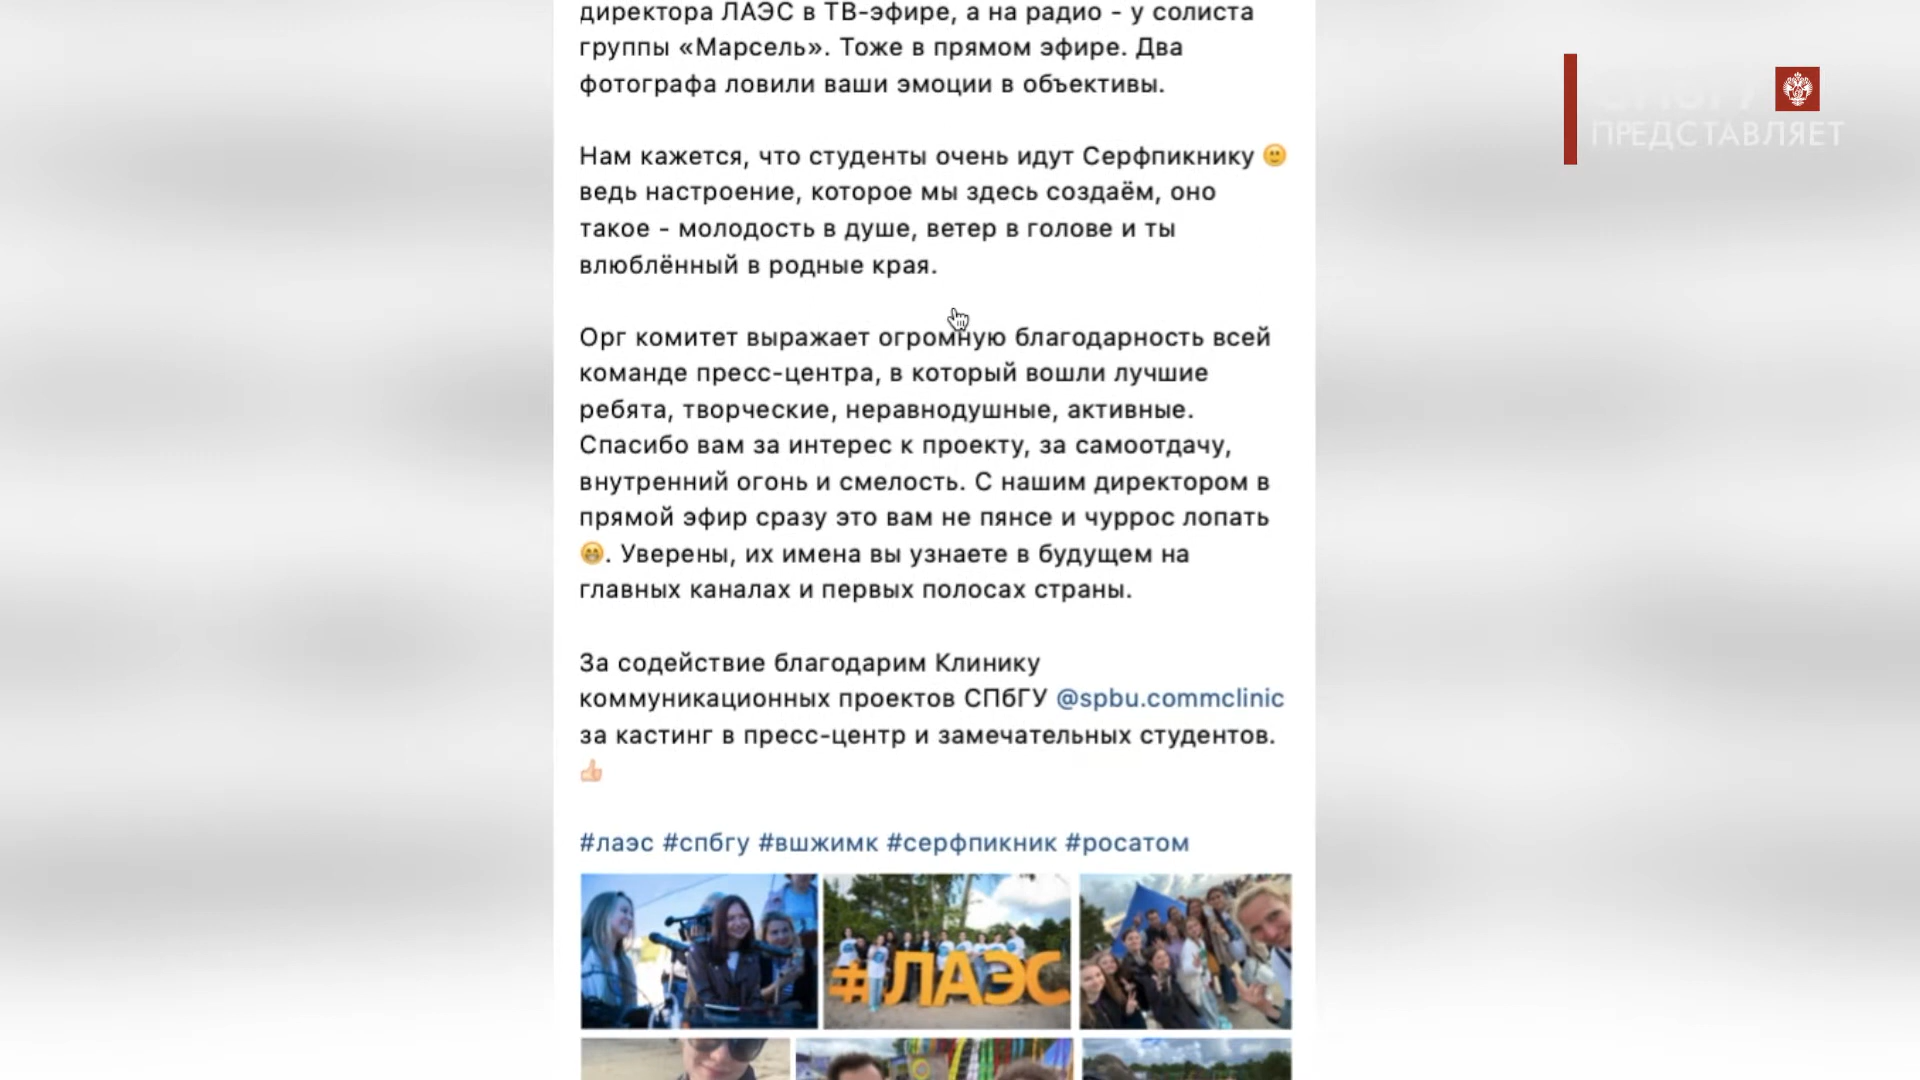 директора ЛАЭС в ТВ-эфире, а на радио - у солиста
группы «Марсель». Тоже в прямом эфире. Два
фотографа ловили ваши эмоции в объективы.
Нам кажется, что студенты очень идут Серфпикнику 🙂
ведь настроение, которое мы здесь создаём, оно
такое - молодость в душе, ветер в голове и ты
влюблённый в родные края.
Орг комитет выражает огромную благодарность всей
команде пресс-центра, в который вошли лучшие
ребята, творческие, неравнодушные, активные.
Спасибо вам за интерес к проекту, за самоотдачу,
внутренний огонь и смелость. С нашим директором в
прямой эфир сразу это вам не пянсе и чуррос лопать
😁. Уверены, их имена вы узнаете в будущем на
главных каналах и первых полосах страны.
За содействие благодарим Клинику
коммуникационных проектов СПбГУ @spbu.commclinic
за кастинг в пресс-центр и замечательных студентов.
👍🏻
#лаэс #спбгу #вшжимк #серфпикник #росатом
#ЛАЭС
ПРЕДСТАВЛЯЕТ